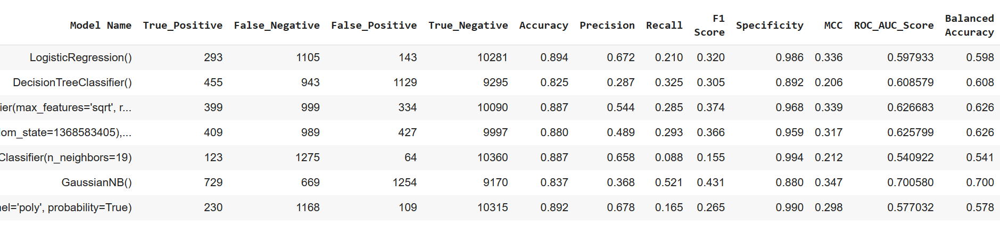 Model Name True_Positive False_Negative False_Positive True_Negative Accuracy Precision Recall F1 Score Specificity MCC ROC_AUC_Score Balanced Accuracy
LogisticRegression() 293 1105 143 10281 0.894 0.672 0.210 0.320 0.986 0.336 0.597933 0.598
DecisionTreeClassifier() 455 943 1129 9295 0.825 0.287 0.325 0.305 0.892 0.206 0.608579 0.608
ier(max_features='sqrt', r... 399 999 334 10090 0.887 0.544 0.285 0.374 0.968 0.339 0.626683 0.626
lom_state=1368583405),... 409 989 427 9997 0.880 0.489 0.293 0.366 0.959 0.317 0.625799 0.626
Classifier(n_neighbors=19) 123 1275 64 10360 0.887 0.658 0.088 0.155 0.994 0.212 0.540922 0.541
GaussianNB() 729 669 1254 9170 0.837 0.368 0.521 0.431 0.880 0.347 0.700580 0.700
nel='poly', probability=True) 230 1168 109 10315 0.892 0.678 0.165 0.265 0.990 0.298 0.577032 0.578